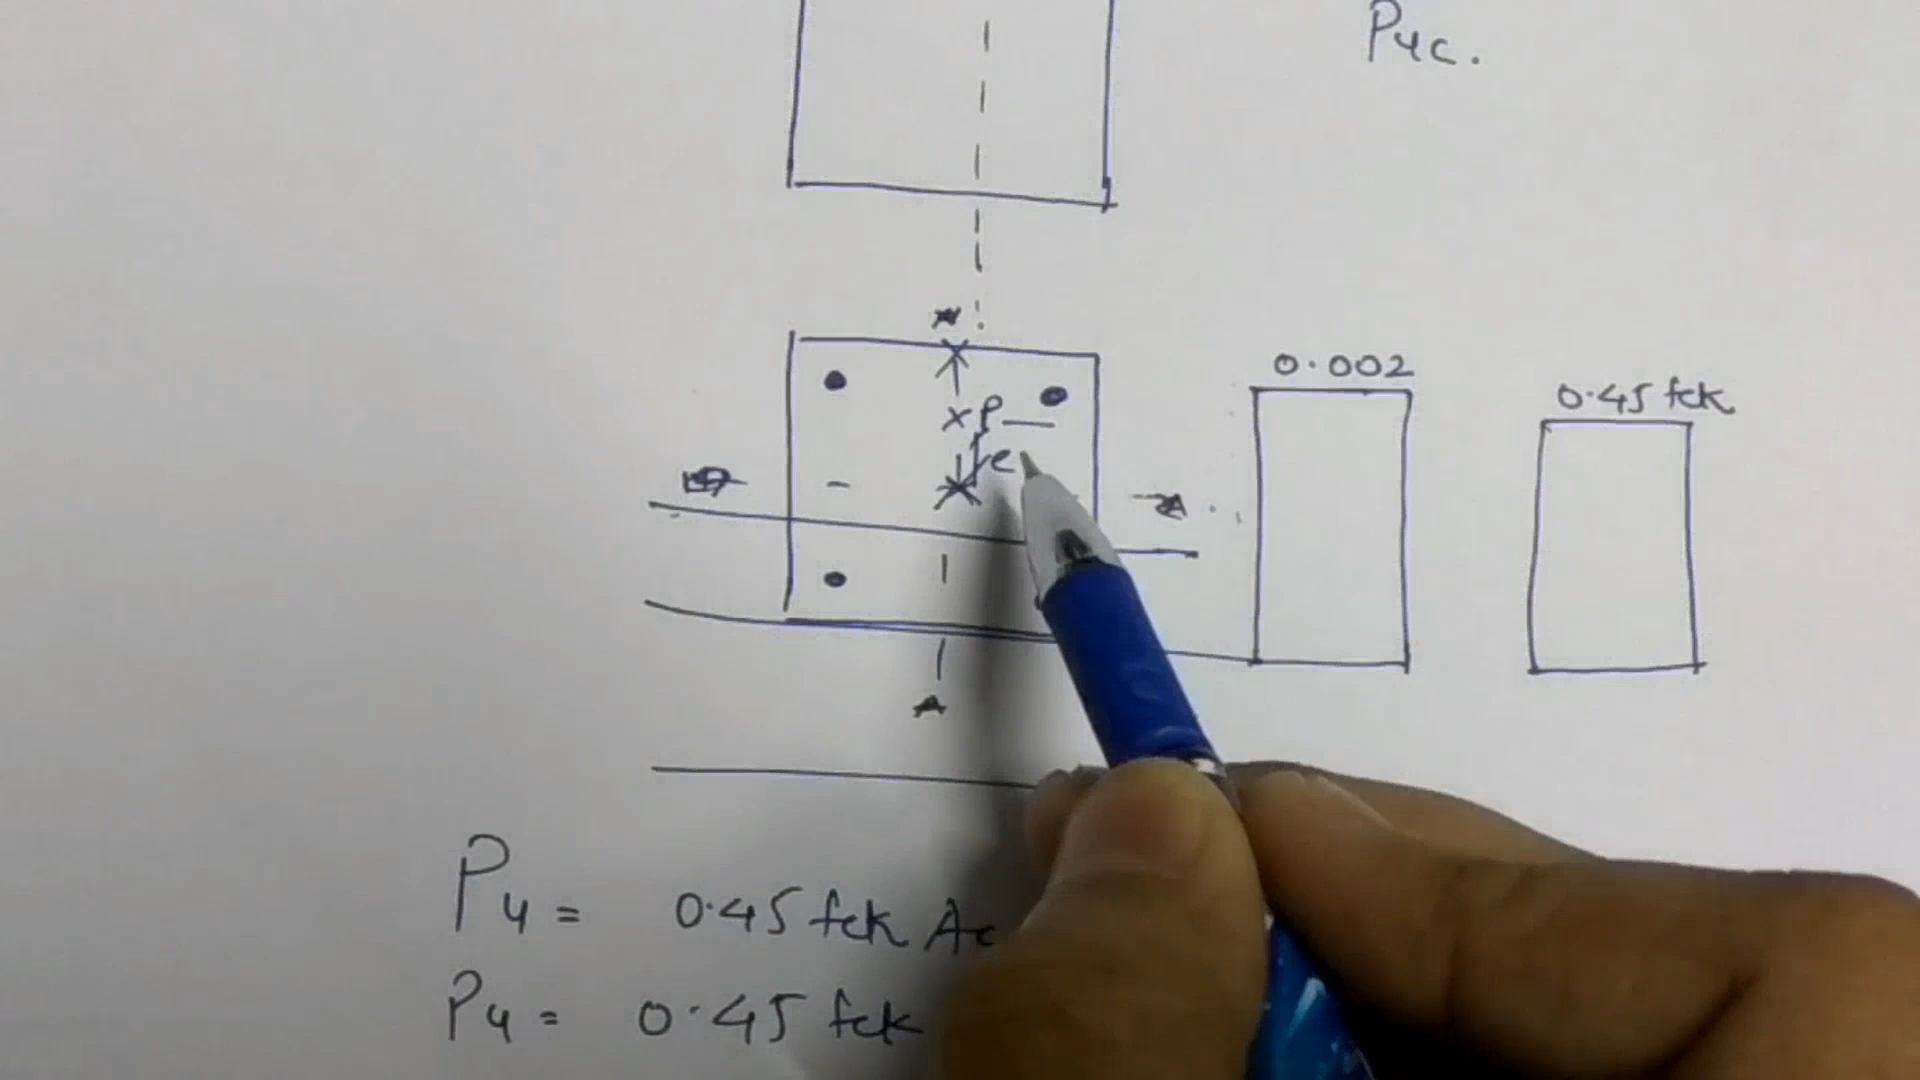 Puc.
0.002
0.45 fck
P
e
Pu = 0.45 fck Ac
Pu = 0.45 fck